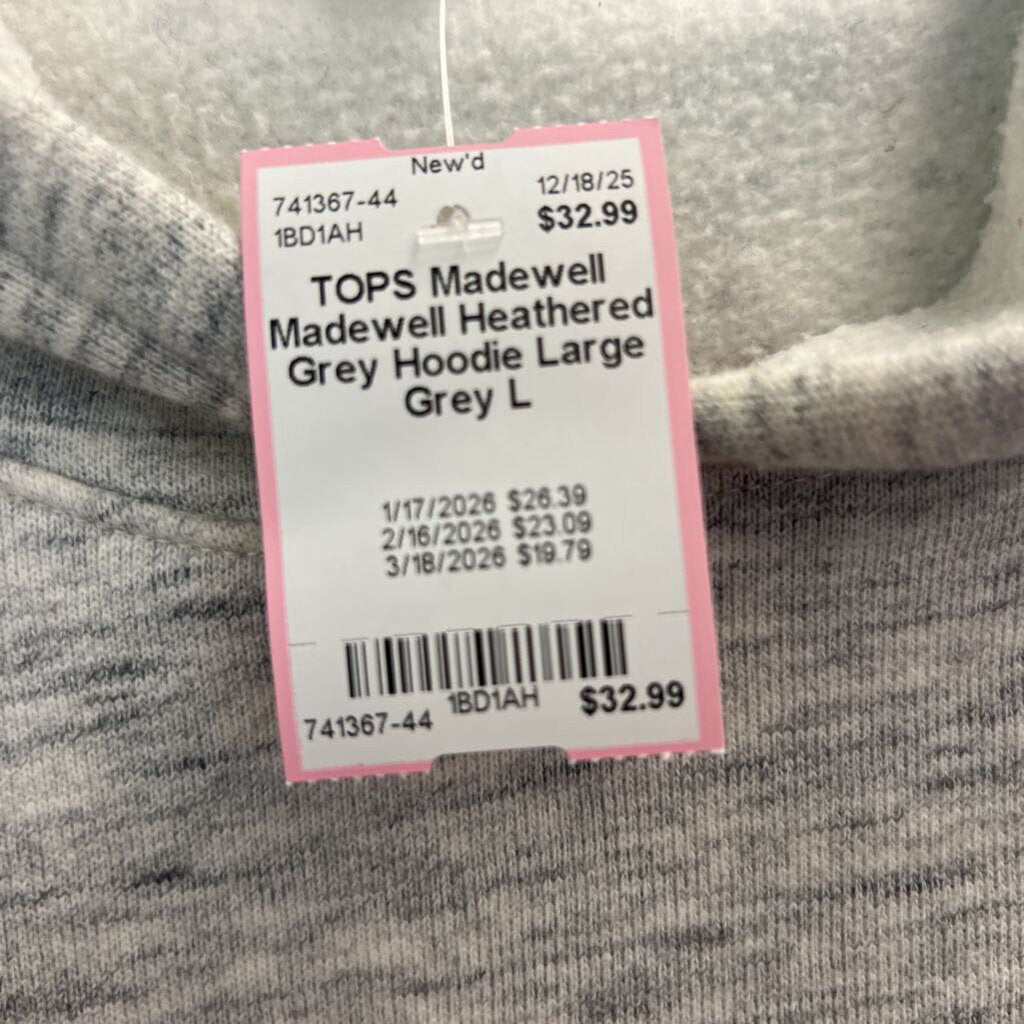 New'd
741367-44 12/18/25
1BD1AH $32.99
TOPS Madewell
Madewell Heathered
Grey Hoodie Large
Grey L
1/17/2026 $26.39
2/16/2026 $23.09
3/18/2026 $19.79
741367-44 1BD1AH $32.99